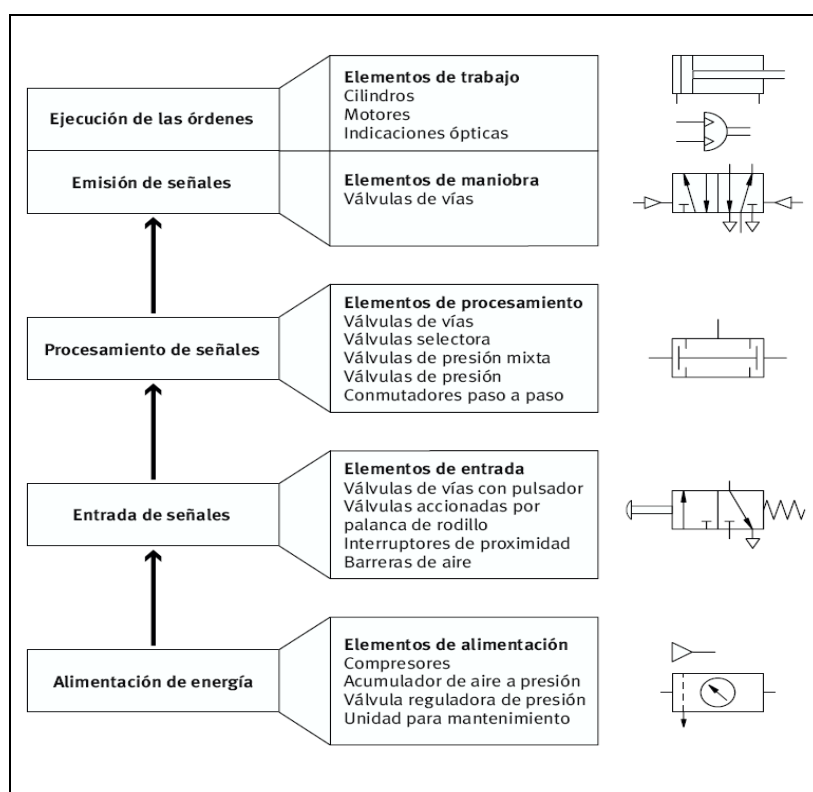 Ejecución de las órdenes
Elementos de trabajo
Cilindros
Motores
Indicaciones ópticas
Emisión de señales
Elementos de maniobra
Válvulas de vías
Procesamiento de señales
Elementos de procesamiento
Válvulas de vías
Válvulas selectora
Válvulas de presión mixta
Válvulas de presión
Conmutadores paso a paso
Entrada de señales
Elementos de entrada
Válvulas de vías con pulsador
Válvulas accionadas por
palanca de rodillo
Interruptores de proximidad
Barreras de aire
Alimentación de energía
Elementos de alimentación
Compresores
Acumulador de aire a presión
Válvula reguladora de presión
Unidad para mantenimiento